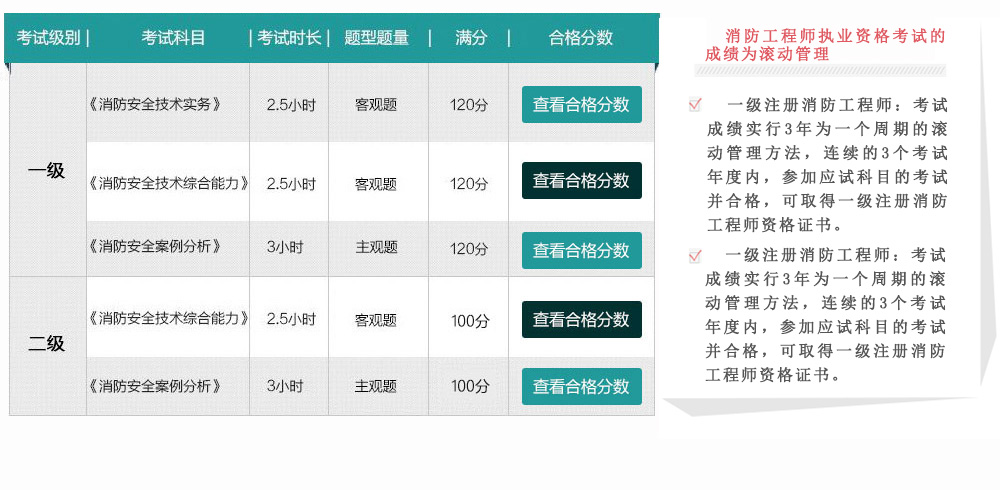 考试级别| 考试科目 | 考试时长 | 题型题量 | 满分 | 合格分数
《消防安全技术实务》 2.5小时 客观题 120分 查看合格分数
一级
《消防安全技术综合能力》 2.5小时 客观题 120分 查看合格分数
《消防安全案例分析》 3小时 主观题 120分 查看合格分数
《消防安全技术综合能力》 2.5小时 客观题 100分 查看合格分数
二级
《消防安全案例分析》 3小时 主观题 100分 查看合格分数
消防工程师执业资格考试的
成绩为滚动管理
一级注册消防工程师：考试
成绩实行3年为一个周期的滚
动管理方法，连续的3个考试
年度内，参加应试科目的考试
并合格，可取得一级注册消防
工程师资格证书。
一级注册消防工程师：考试
成绩实行3年为一个周期的滚
动管理方法，连续的3个考试
年度内，参加应试科目的考试
并合格，可取得一级注册消防
工程师资格证书。